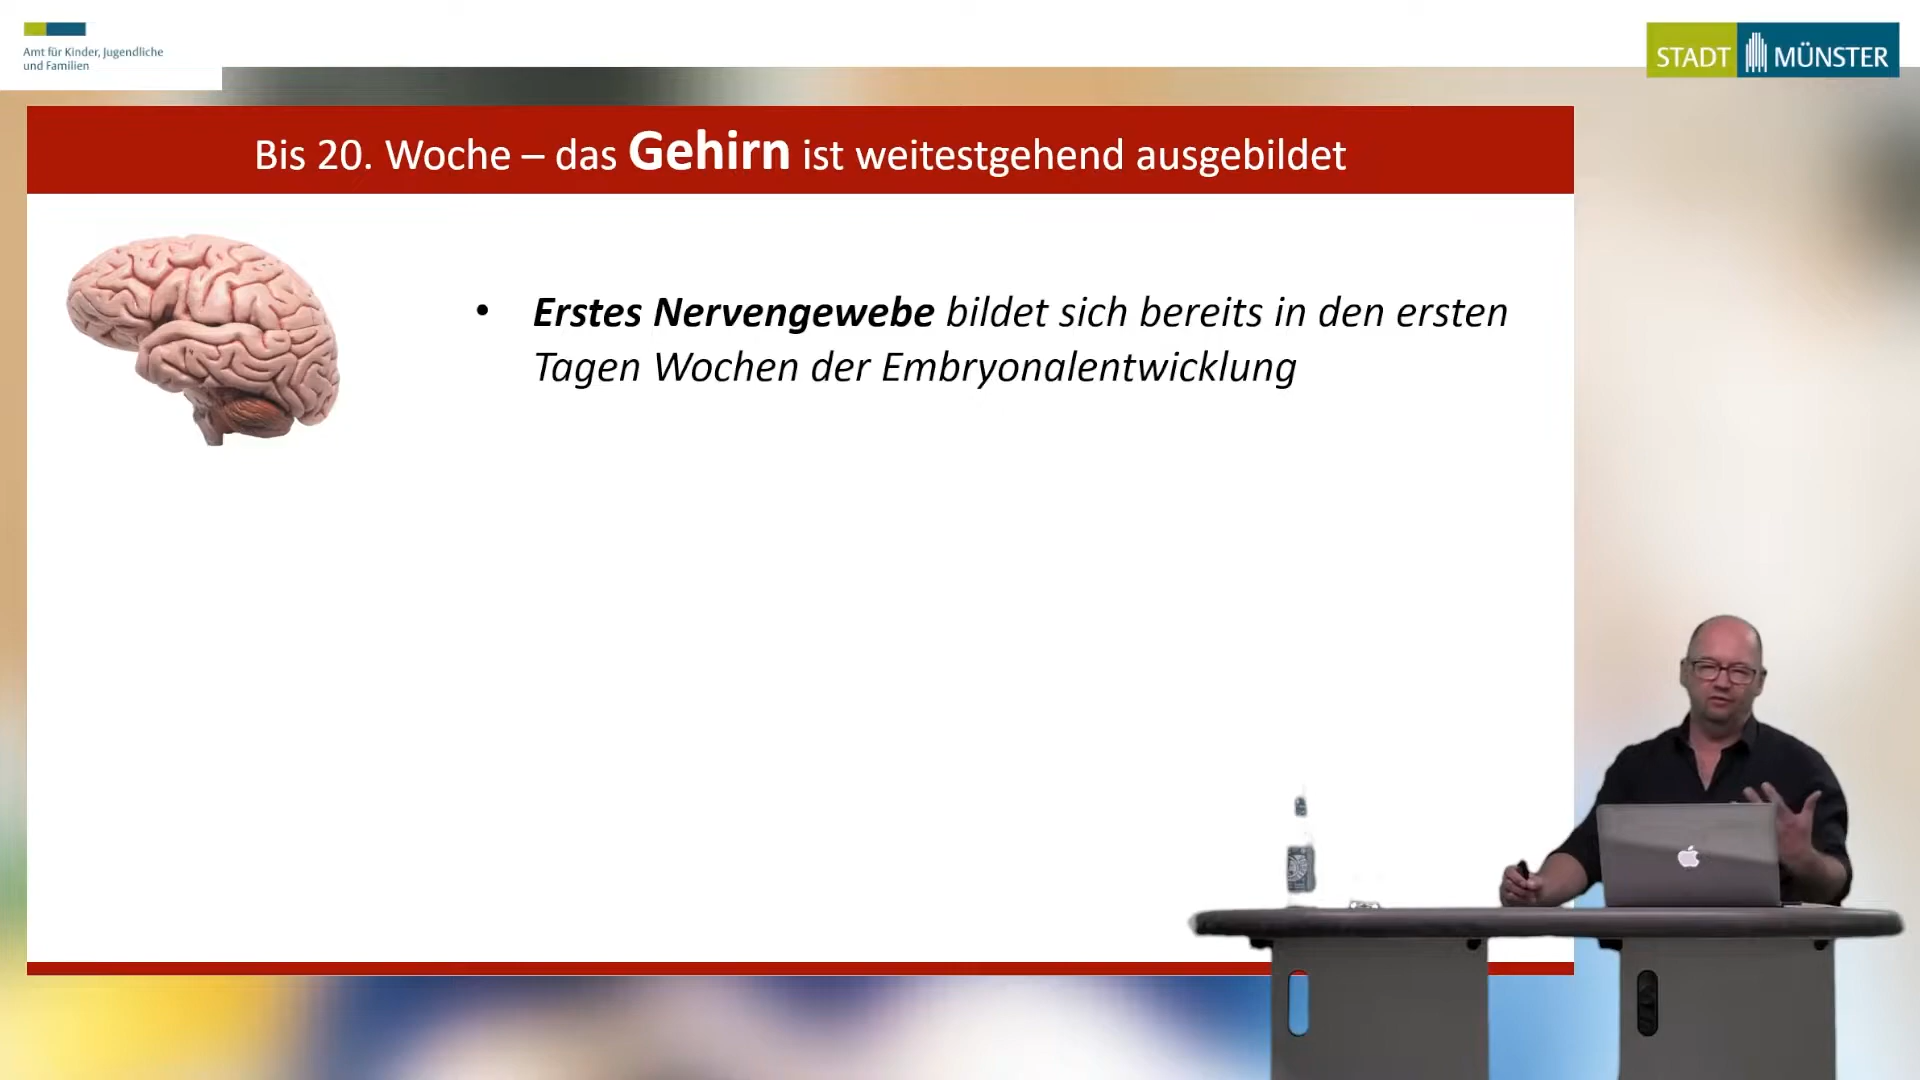 Amt für Kinder, Jugendliche
und Familien
STADT MÜNSTER
Bis 20. Woche – das Gehirn ist weitestgehend ausgebildet
• Erstes Nervengewebe bildet sich bereits in den ersten
Tagen Wochen der Embryonalentwicklung